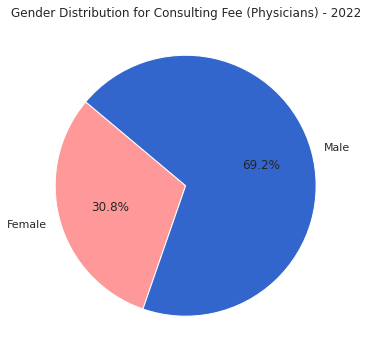 Gender Distribution for Consulting Fee (Physicians) - 2022
Male
69.2%
30.8%
Female